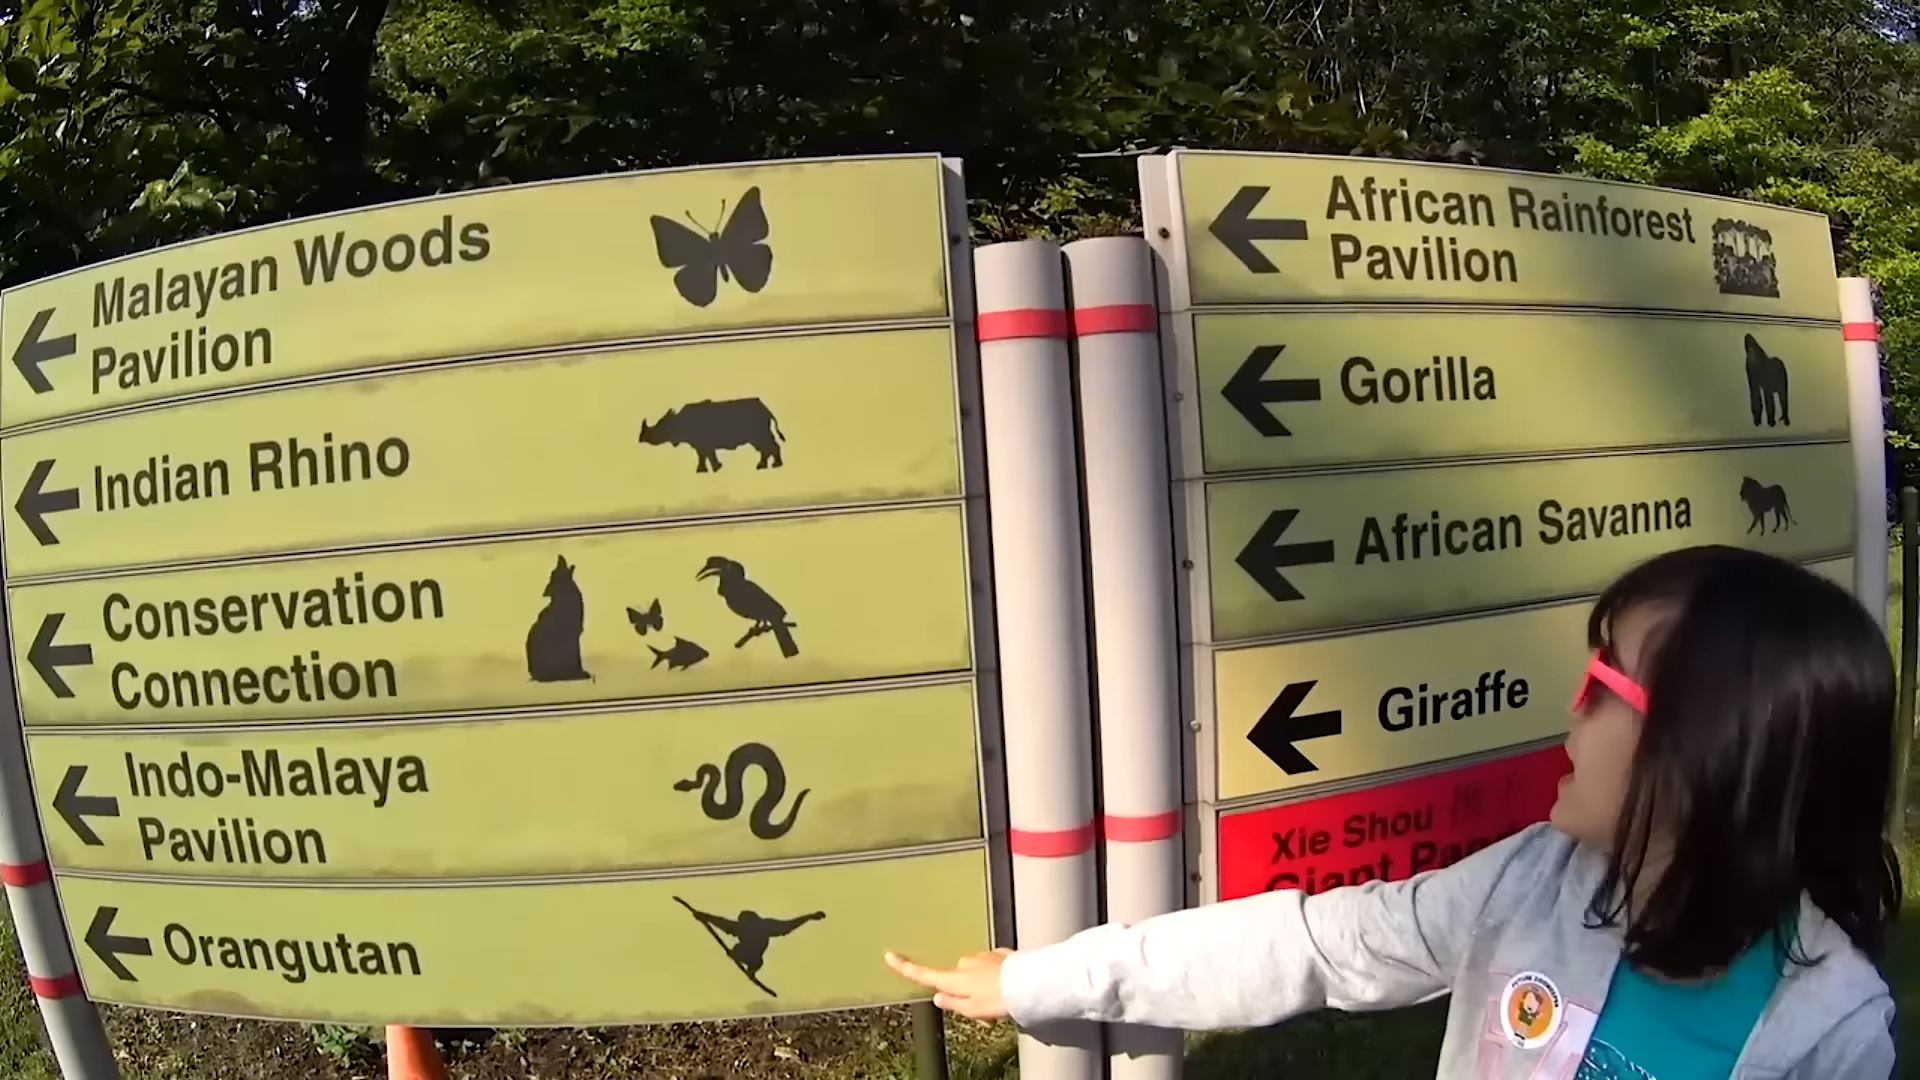 Malayan Woods
Pavilion
Indian Rhino
Conservation
Connection
Indo-Malaya
Pavilion
Orangutan
African Rainforest
Pavilion
Gorilla
African Savanna
Giraffe
Xie Shou
Giant